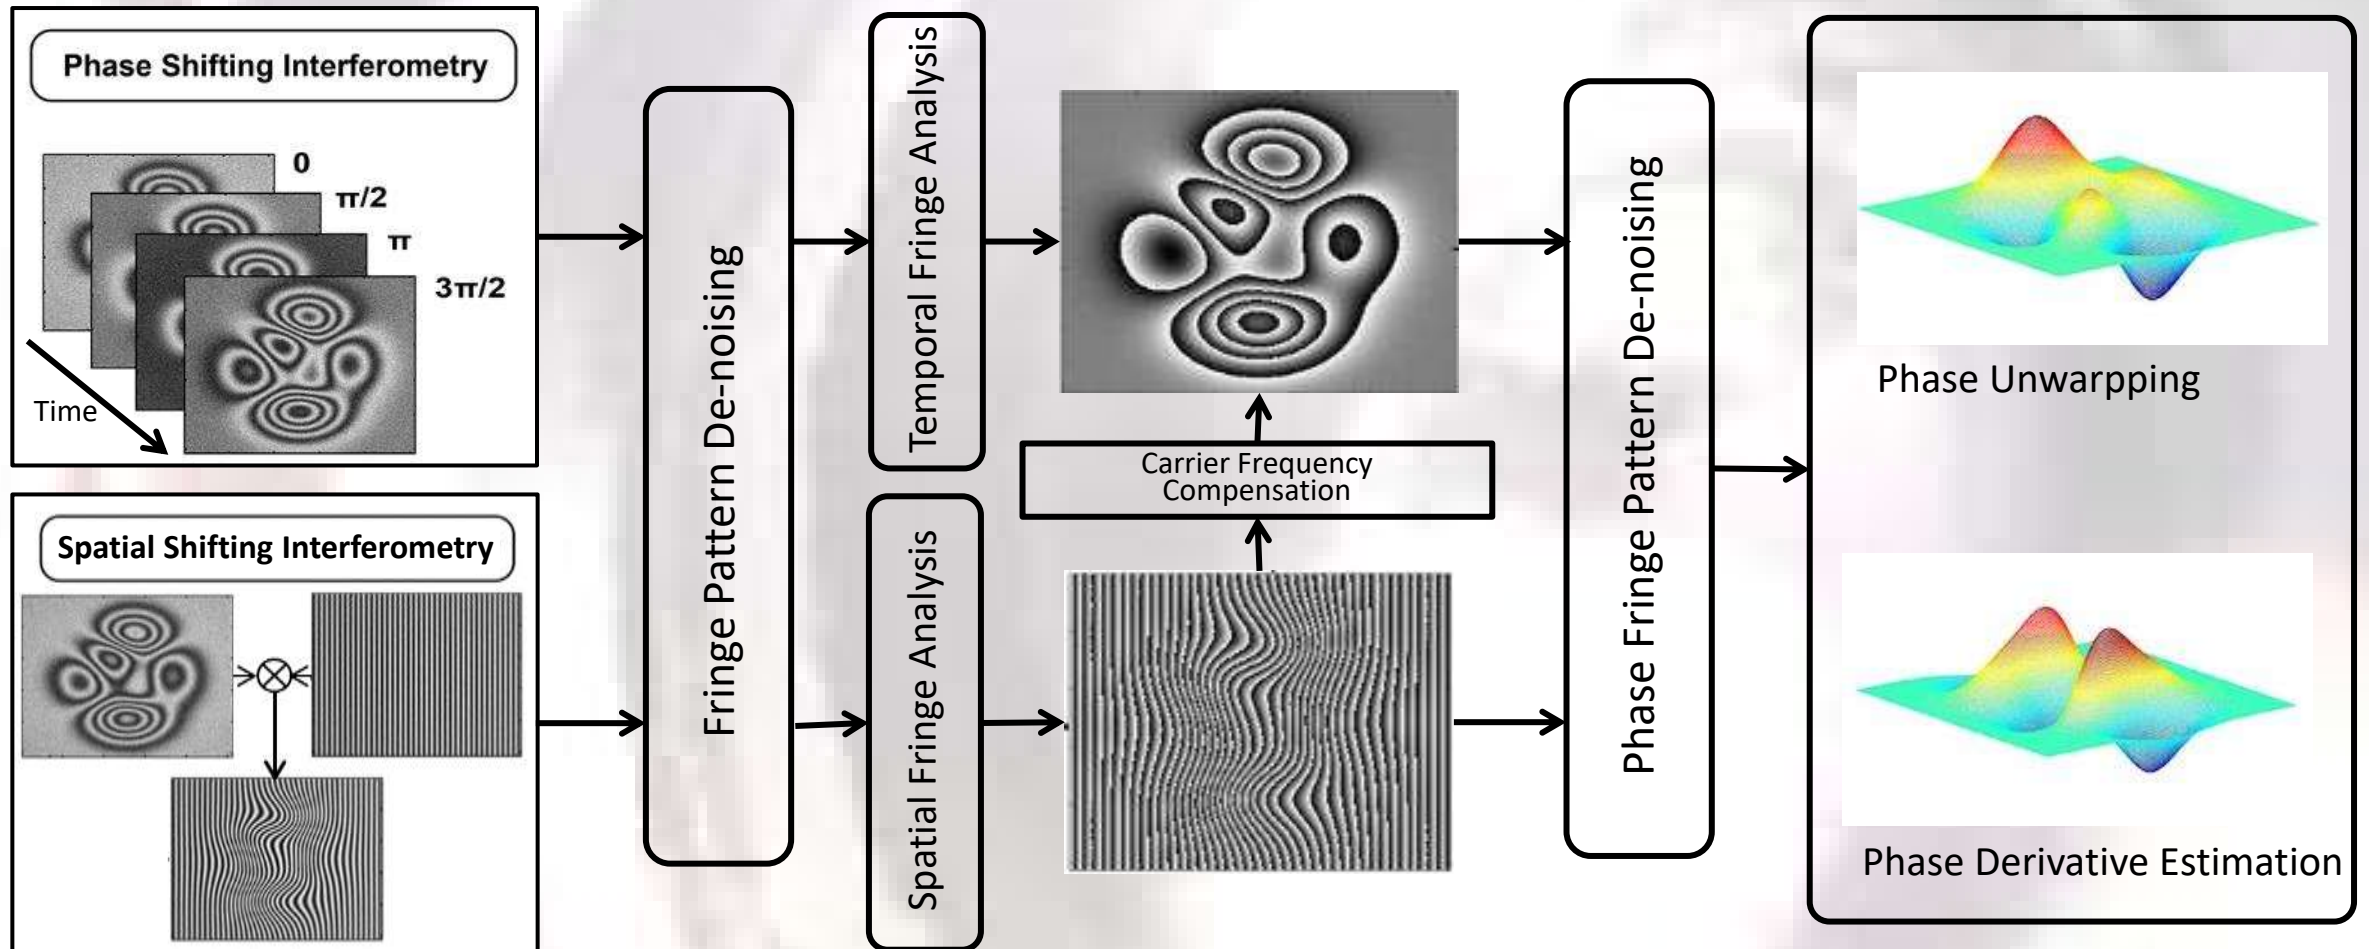 Phase Shifting Interferometry
0
π/2
π
3π/2
Time
Spatial Shifting Interferometry
Fringe Pattern De-noising
Temporal Fringe Analysis
Spatial Fringe Analysis
Carrier Frequency
Compensation
Phase Fringe Pattern De-noising
Phase Unwarpping
Phase Derivative Estimation